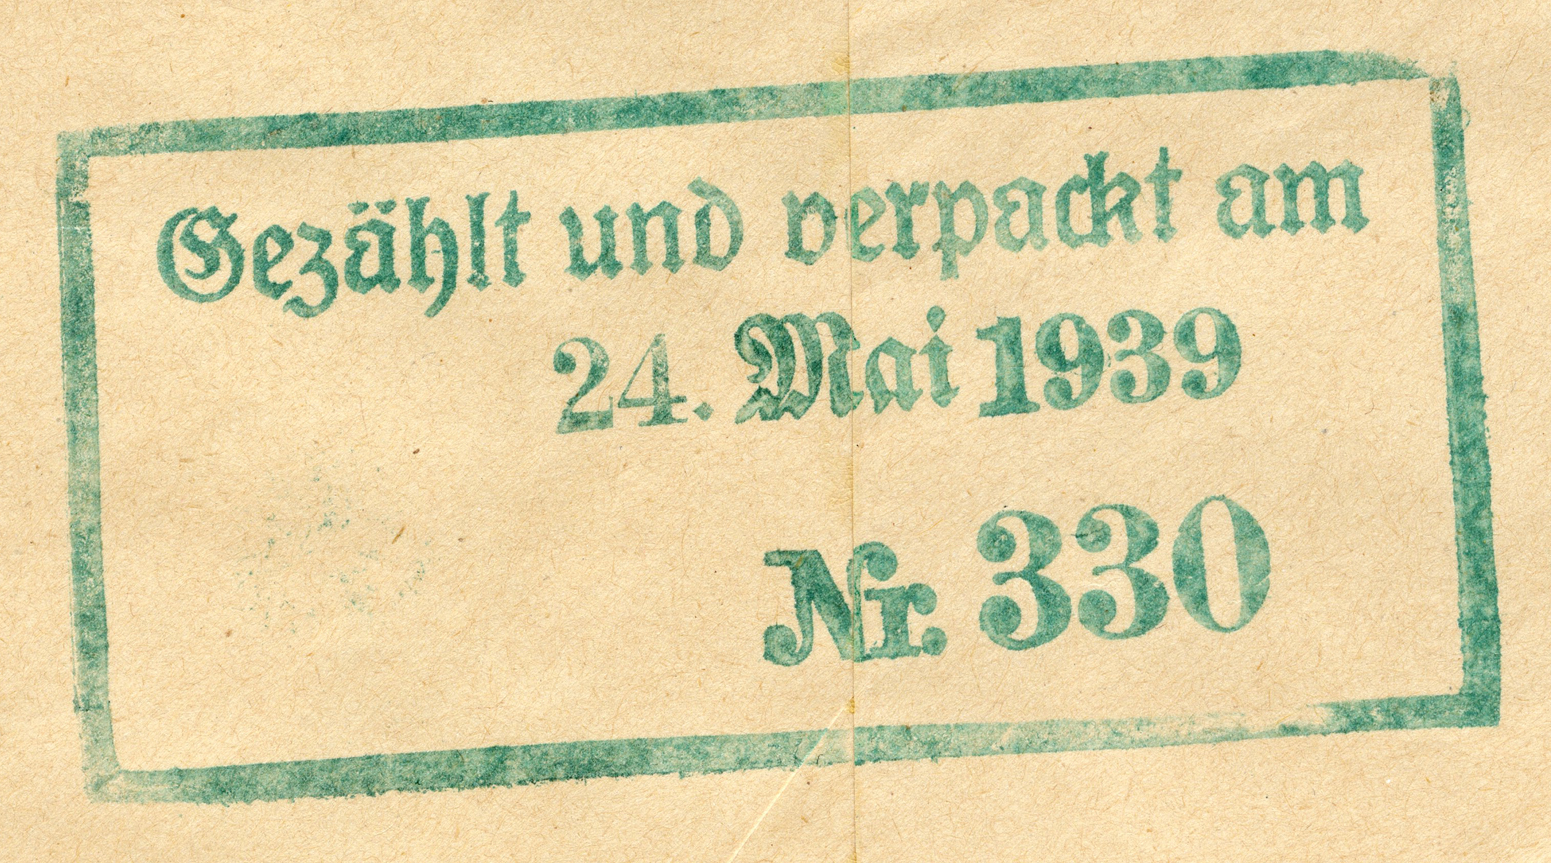 Gezählt und verpackt am
24. Mai 1939
Nr. 330